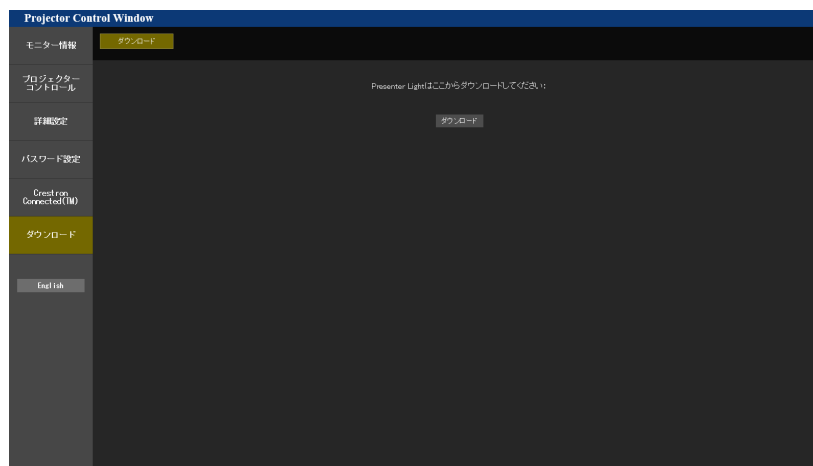 Projector Control Window
モニター情報
ダウンロード
プロジェクター
コントロール
Presenter Lightはここからダウンロードしてください:
ダウンロード
詳細設定
パスワード設定
Crestron
Connected(TM)
ダウンロード
English